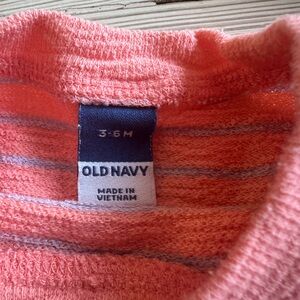 3-6 M
OLD NAVY
MADE IN
VIETNAM